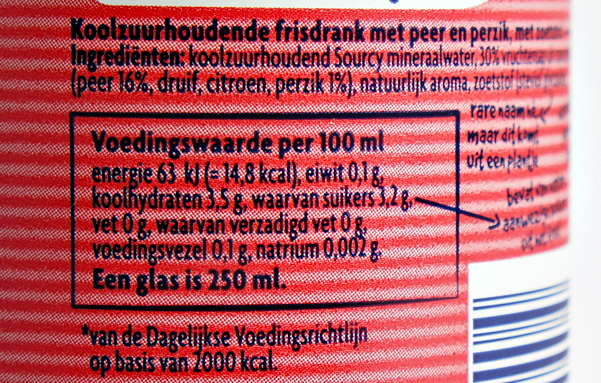 Koolzuurhoudende frisdrank met peer en perzik, met
Ingrediënten: koolzuurhoudend Sourcy mineraalwater, 30%
(peer 16%, druif, citroen, perzik 1%), natuurlijk aroma, zoetstof
rare naam
maar dit komt
uit een plantje
Voedingswaarde per 100 ml
energie 63 kJ (= 14,8 kcal), eiwit 0,1 g,
koolhydraten 3,5 g, waarvan suikers 3,2 g,
vet 0 g, waarvan verzadigd vet 0 g,
voedingsvezel 0,1 g, natrium 0,002 g.
Een glas is 250 ml.
bevat
*van de Dagelijkse Voedingsrichtlijn
op basis van 2000 kcal.